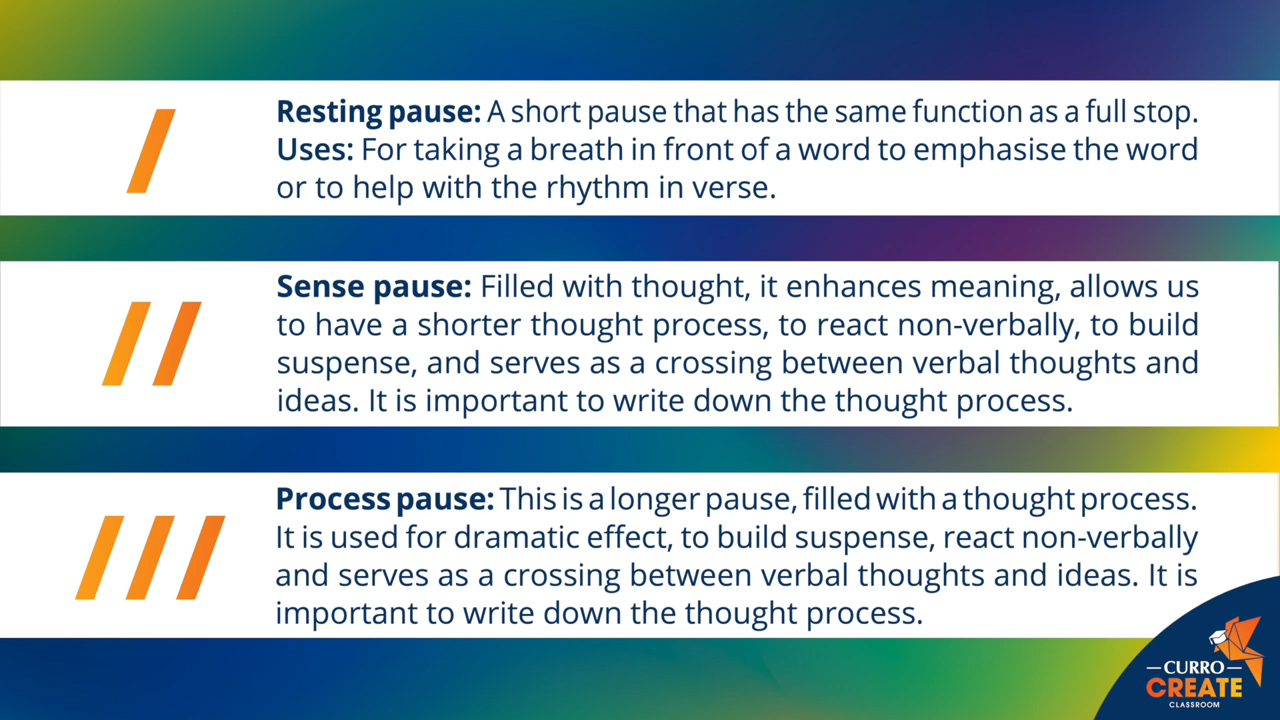 /
Resting pause: A short pause that has the same function as a full stop.
Uses: For taking a breath in front of a word to emphasise the word
or to help with the rhythm in verse.
//
Sense pause: Filled with thought, it enhances meaning, allows us
to have a shorter thought process, to react non-verbally, to build
suspense, and serves as a crossing between verbal thoughts and
ideas. It is important to write down the thought process.
///
Process pause: This is a longer pause, filled with a thought process.
It is used for dramatic effect, to build suspense, react non-verbally
and serves as a crossing between verbal thoughts and ideas. It is
important to write down the thought process.
CURRO
CREATE
CLASSROOM